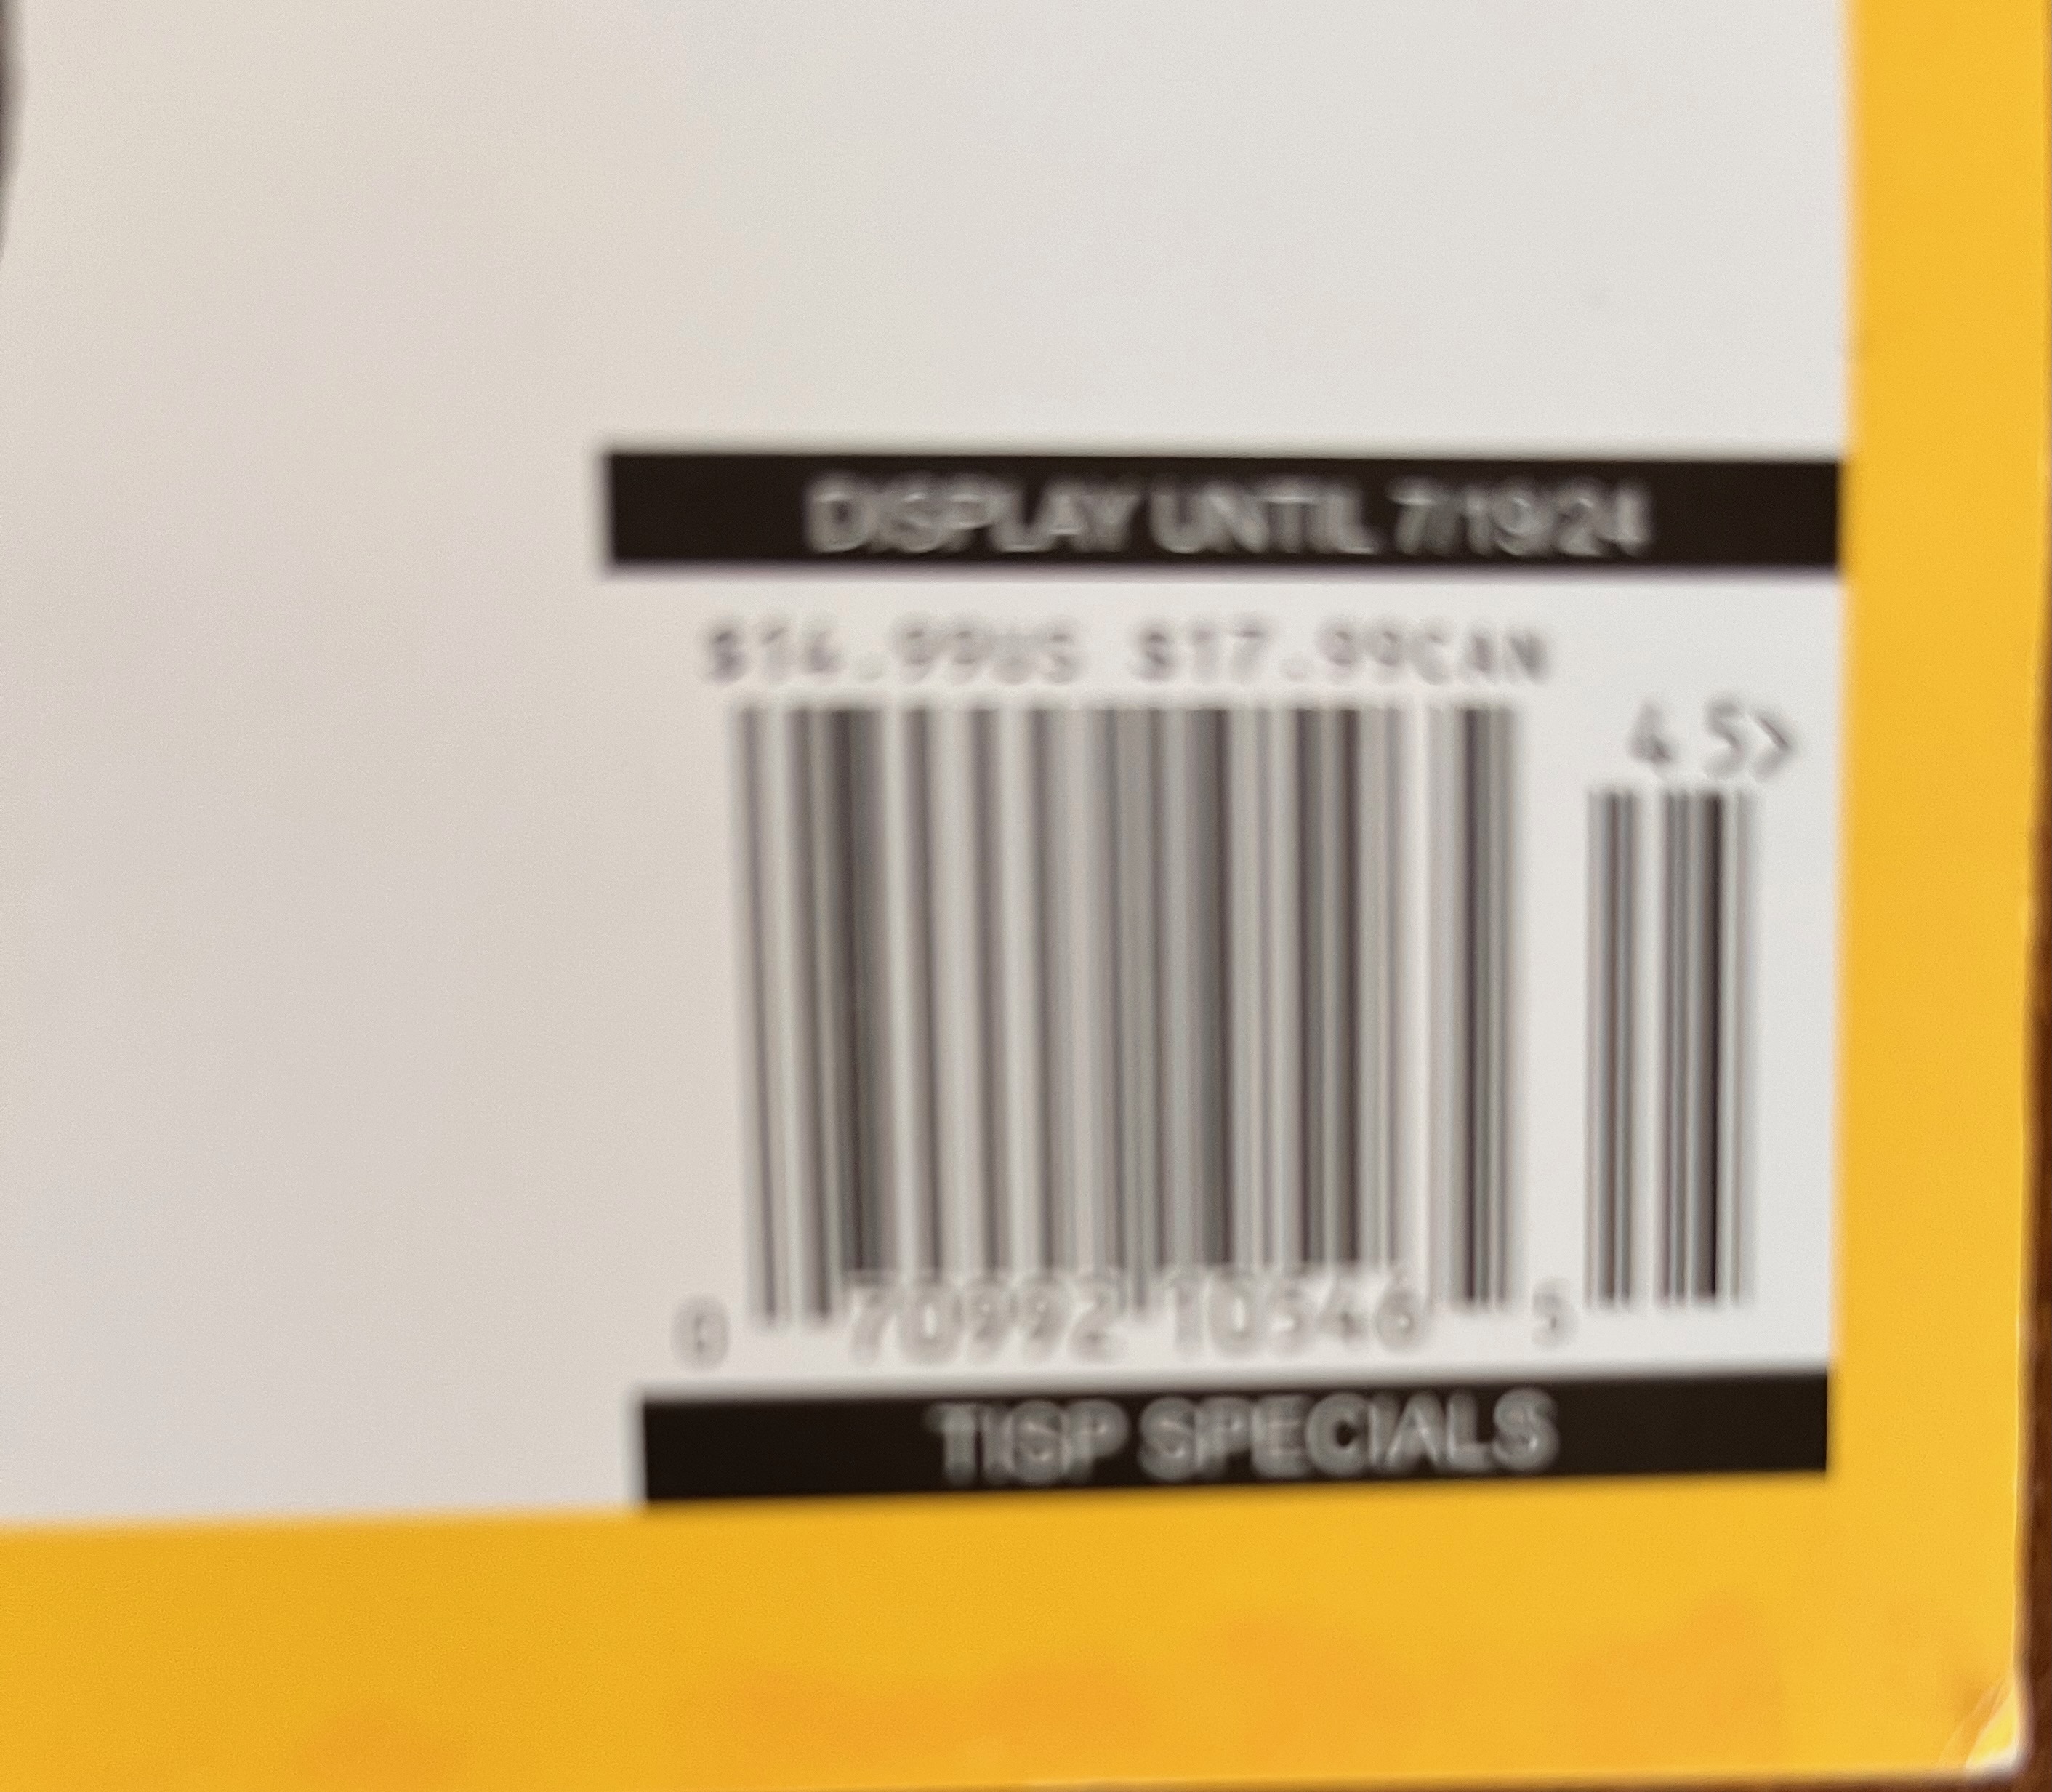 DISPLAY UNTIL 7/19/24
$14.99US $17.99CAN
45>
0 70992 10546 5
TISP SPECIALS